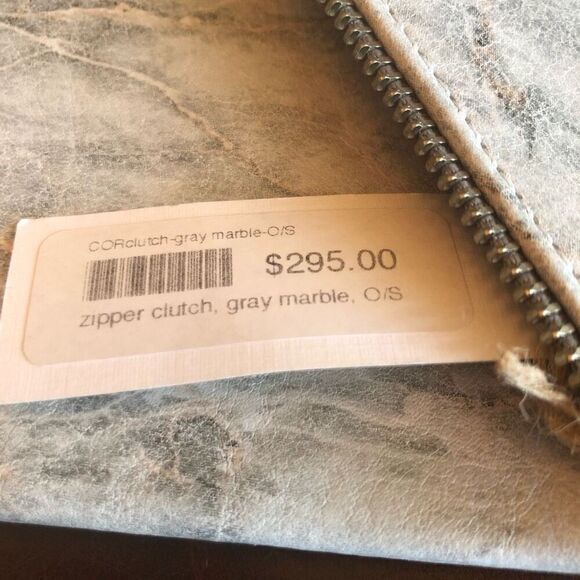 CORclutch-gray marble-O/S
$295.00
zipper clutch, gray marble, O/S